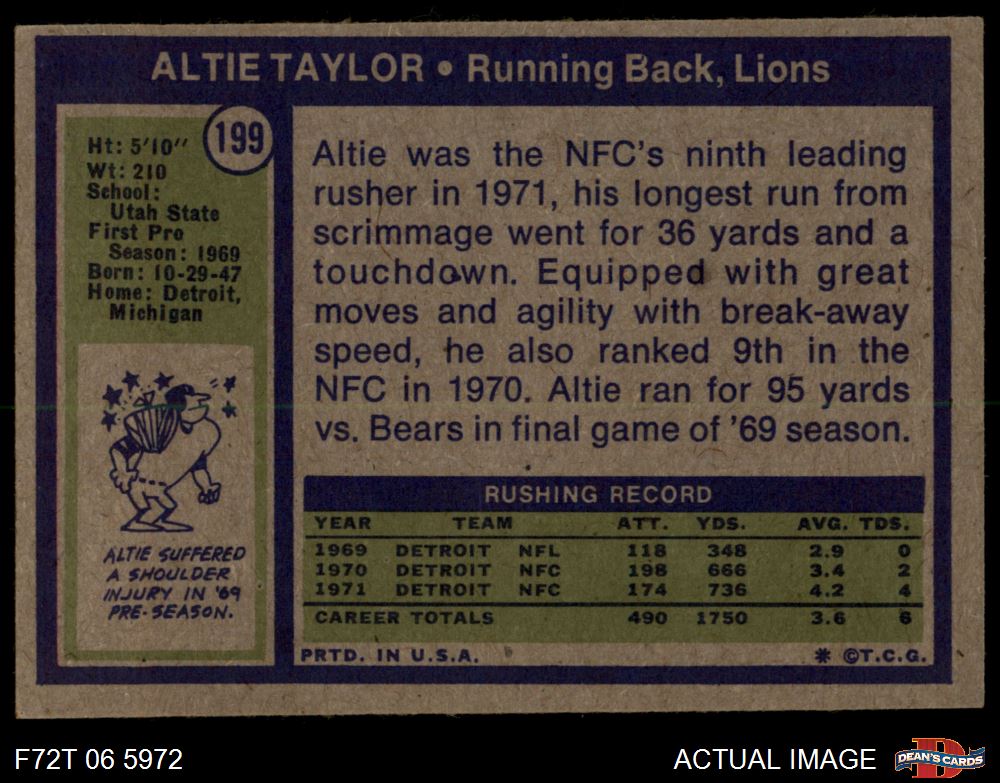 ALTIE TAYLOR • Running Back, Lions
199
Ht: 5'10"
Wt: 210
School:
Utah State
First Pro
Season: 1969
Born: 10-29-47
Home: Detroit,
Michigan
ALTIE SUFFERED
A SHOULDER
INJURY IN '69
PRE-SEASON.
Altie was the NFC's ninth leading
rusher in 1971, his longest run from
scrimmage went for 36 yards and a
touchdown. Equipped with great
moves and agility with break-away
speed, he also ranked 9th in the
NFC in 1970. Altie ran for 95 yards
vs. Bears in final game of '69 season.
RUSHING RECORD
YEAR TEAM ATT. YDS. AVG. TDS.
1969 DETROIT NFL 118 348 2.9 0
1970 DETROIT NFC 198 666 3.4 2
1971 DETROIT NFC 174 736 4.2 4
CAREER TOTALS 490 1750 3.6 6
PRTD. IN U.S.A. * ©T.C.G.
F72T 06 5972 ACTUAL IMAGE
D
DEAN'S CARDS